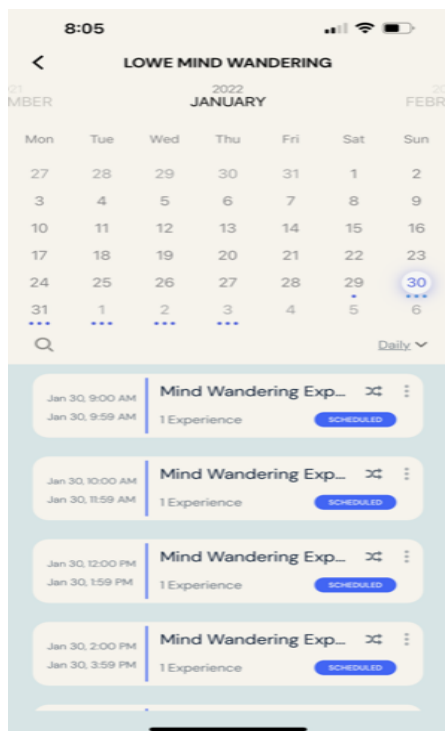 8:05
LOWE MIND WANDERING
21 2022 20
MBER JANUARY FEBR
Mon Tue Wed Thu Fri Sat Sun
27 28 29 30 31 1 2
3 4 5 6 7 8 9
10 11 12 13 14 15 16
17 18 19 20 21 22 23
24 25 26 27 28 29 30
31 1 2 3 4 5 6
Daily
Jan 30, 9:00 AM Mind Wandering Exp...
Jan 30, 9:59 AM 1 Experience SCHEDULED
Jan 30, 10:00 AM Mind Wandering Exp...
Jan 30, 11:59 AM 1 Experience SCHEDULED
Jan 30, 12:00 PM Mind Wandering Exp...
Jan 30, 1:59 PM 1 Experience SCHEDULED
Jan 30, 2:00 PM Mind Wandering Exp...
Jan 30, 3:59 PM 1 Experience SCHEDULED